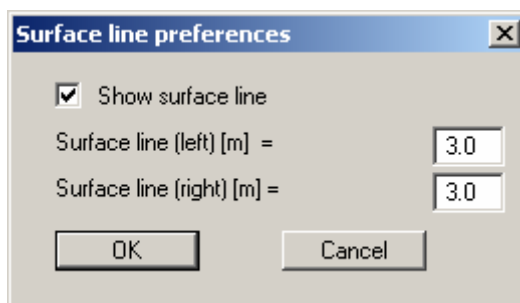 Surface line preferences
Show surface line
Surface line (left) [m] = 3.0
Surface line (right) [m] = 3.0
OK Cancel